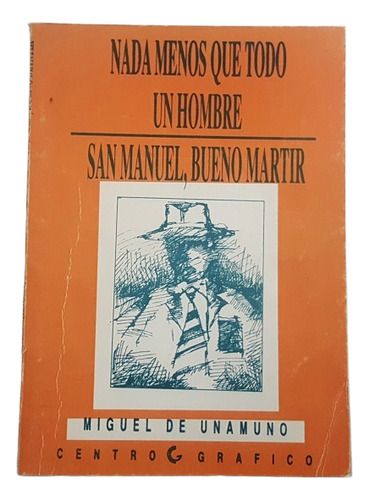 NADA MENOS QUE TODO
UN HOMBRE
SAN MANUEL, BUENO MARTIR
MIGUEL DE UNAMUNO
CENTRO G GRAFICO